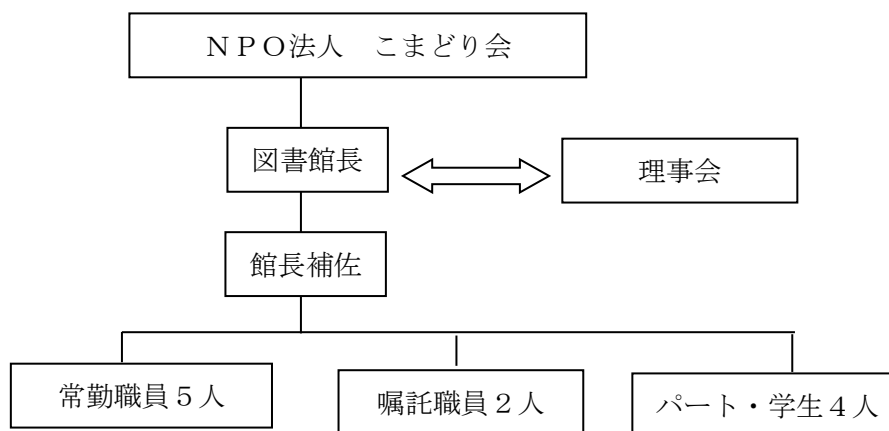 ＮＰＯ法人　こまどり会
図書館長
理事会
館長補佐
常勤職員５人
嘱託職員２人
パート・学生４人